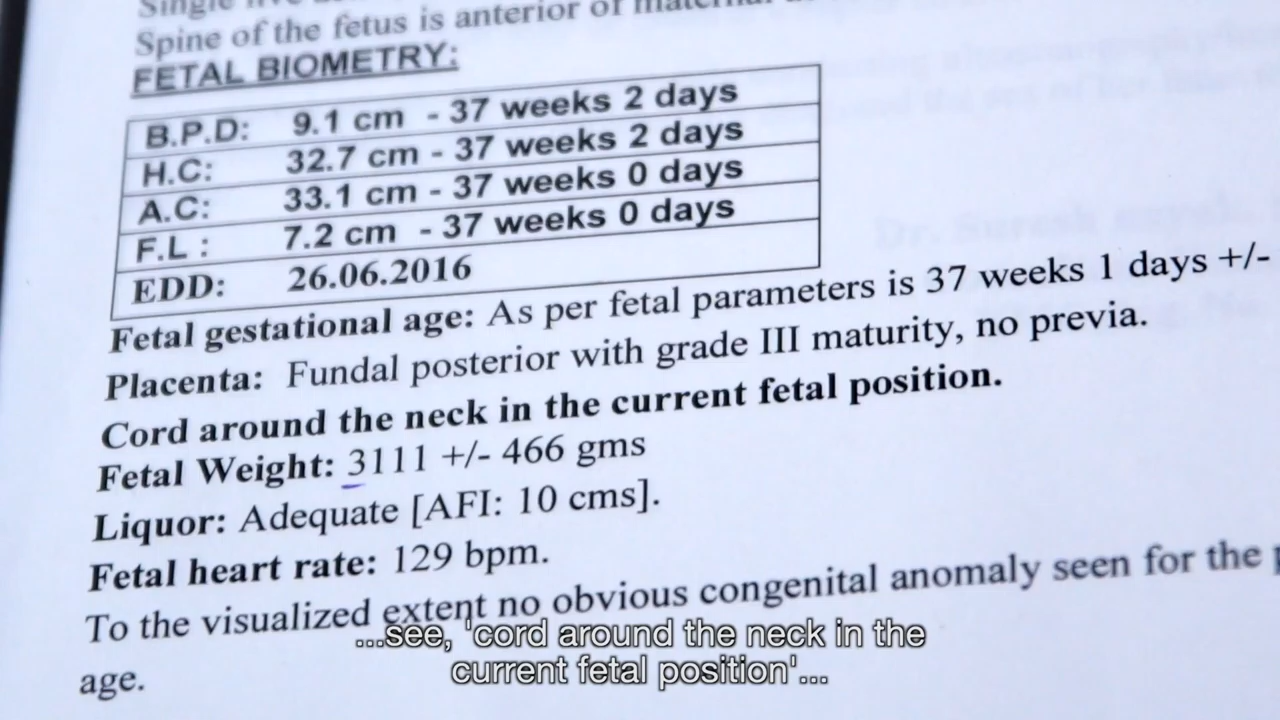 Single live
Spine of the fetus is anterior of maternal
FETAL BIOMETRY:
B.P.D: 9.1 cm - 37 weeks 2 days
H.C: 32.7 cm - 37 weeks 2 days
A.C: 33.1 cm - 37 weeks 0 days
F.L : 7.2 cm - 37 weeks 0 days
EDD: 26.06.2016
Fetal gestational age: As per fetal parameters is 37 weeks 1 days +/-
Placenta: Fundal posterior with grade III maturity, no previa.
Cord around the neck in the current fetal position.
Fetal Weight: 3111 +/- 466 gms
Liquor: Adequate [AFI: 10 cms].
Fetal heart rate: 129 bpm.
To the visualized extent no obvious congenital anomaly seen for the
age.
...see, 'cord around the neck in the
current fetal position'...